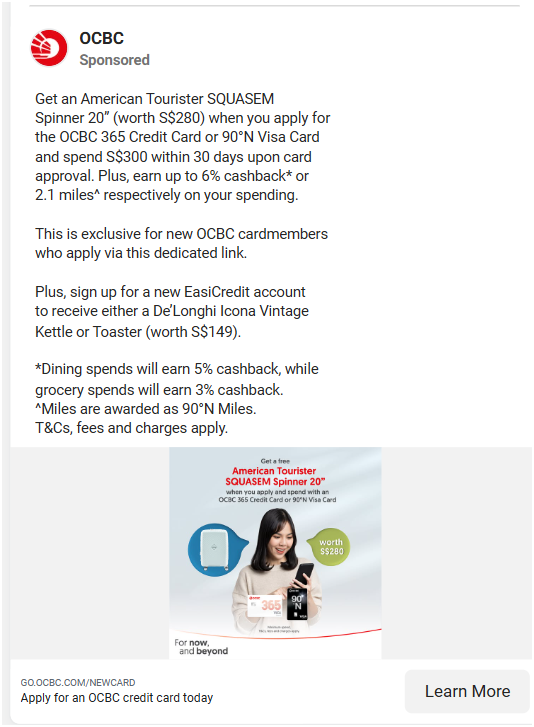 OCBC
Sponsored
Get an American Tourister SQUASEM
Spinner 20” (worth S$280) when you apply for
the OCBC 365 Credit Card or 90°N Visa Card
and spend S$300 within 30 days upon card
approval. Plus, earn up to 6% cashback* or
2.1 miles^ respectively on your spending.
This is exclusive for new OCBC cardmembers
who apply via this dedicated link.
Plus, sign up for a new EasiCredit account
to receive either a De’Longhi Icona Vintage
Kettle or Toaster (worth S$149).
*Dining spends will earn 5% cashback, while
grocery spends will earn 3% cashback.
^Miles are awarded as 90°N Miles.
T&Cs, fees and charges apply.
Get a free
American Tourister
SQUASEM Spinner 20”
when you apply and spend with an
OCBC 365 Credit Card or 90°N Visa Card
worth
S$280
365
90°
N
For now,
and beyond
GO.OCBC.COM/NEWCARD
Apply for an OCBC credit card today
Learn More